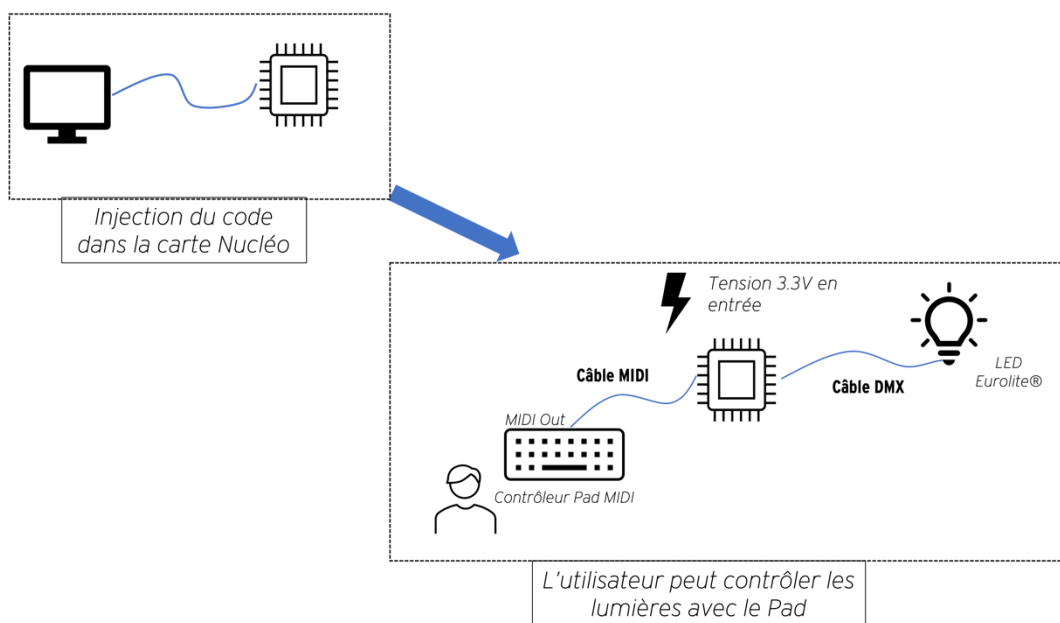 Injection du code
dans la carte Nucléo
Tension 3.3V en
entrée
LED
Eurolite®
Câble MIDI
Câble DMX
MIDI Out
Contrôleur Pad MIDI
L'utilisateur peut contrôler les
lumières avec le Pad